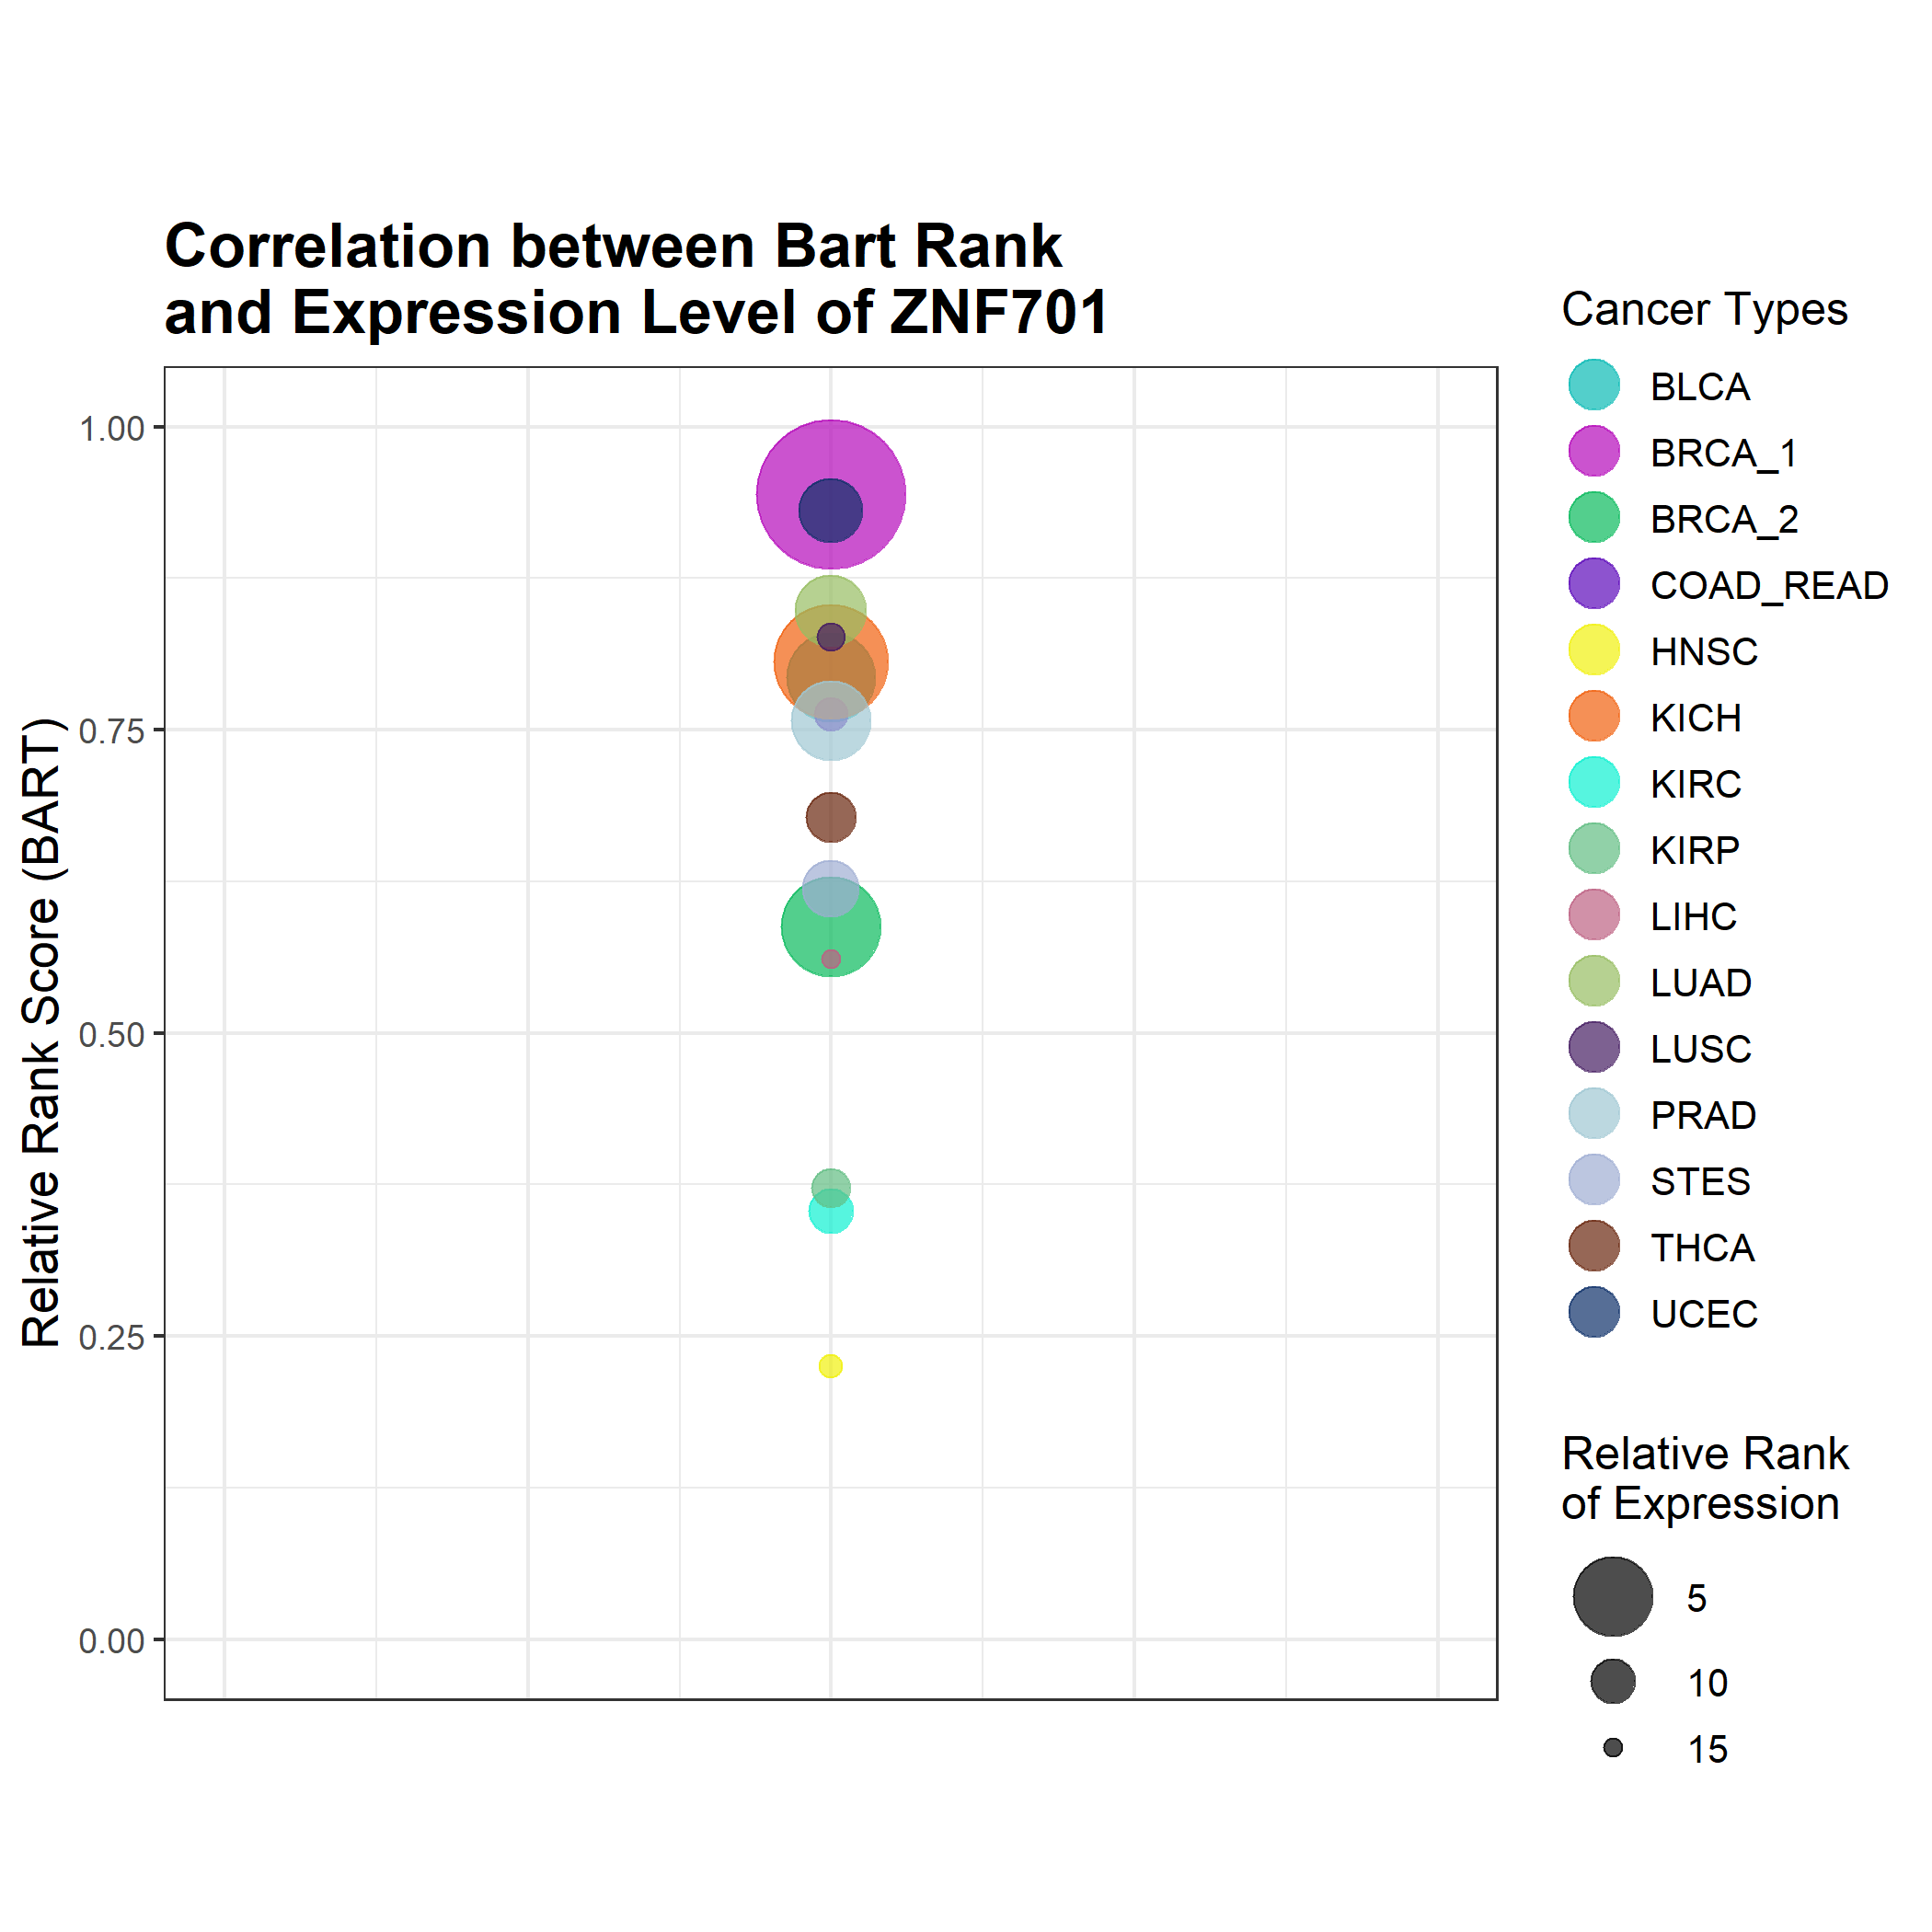 Correlation between Bart Rank
and Expression Level of ZNF701
Relative Rank Score (BART)
1.00
0.75
0.50
0.25
0.00
Cancer Types
BLCA
BRCA_1
BRCA_2
COAD_READ
HNSC
KICH
KIRC
KIRP
LIHC
LUAD
LUSC
PRAD
STES
THCA
UCEC
Relative Rank
of Expression
5
10
15